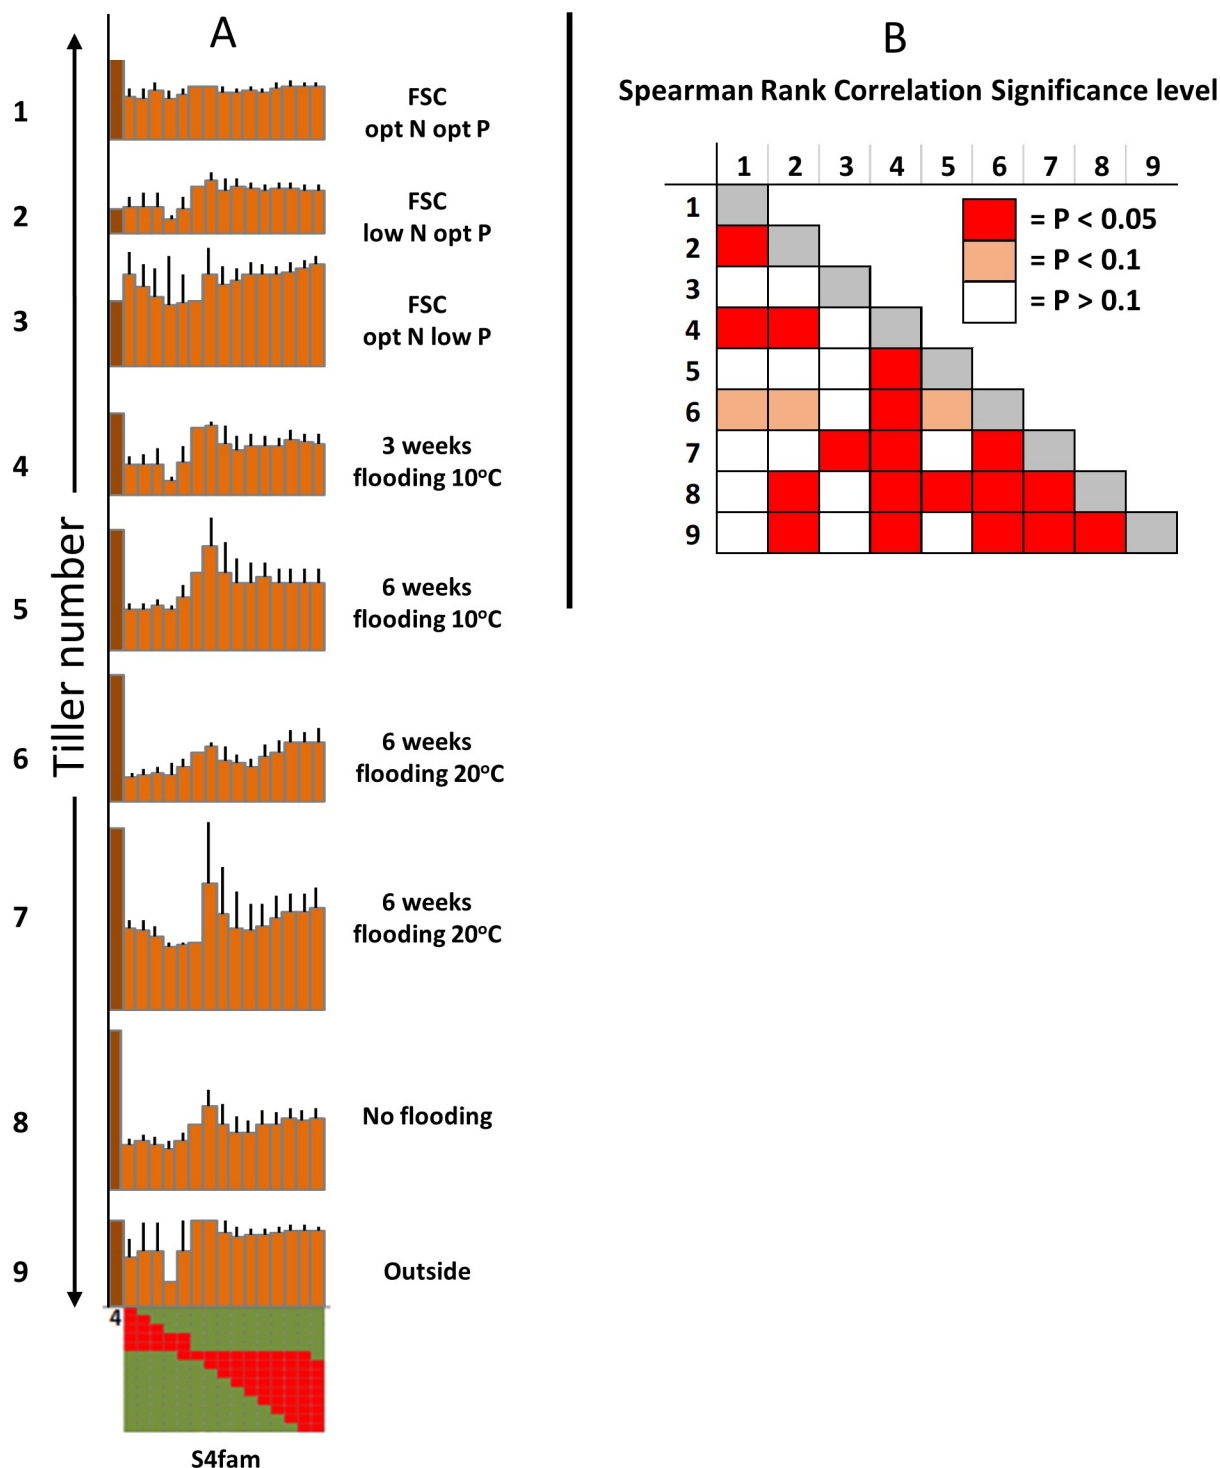 A
1
FSC
opt N opt P
2
FSC
low N opt P
3
FSC
opt N low P
4
3 weeks
flooding 10°C
5
6 weeks
flooding 10°C
6
6 weeks
flooding 20°C
7
6 weeks
flooding 20°C
8
No flooding
9
Outside
Tiller number
4
S4fam
B
Spearman Rank Correlation Significance level
1 2 3 4 5 6 7 8 9
1
2
3
4
5
6
7
8
9
= P < 0.05
= P < 0.1
= P > 0.1